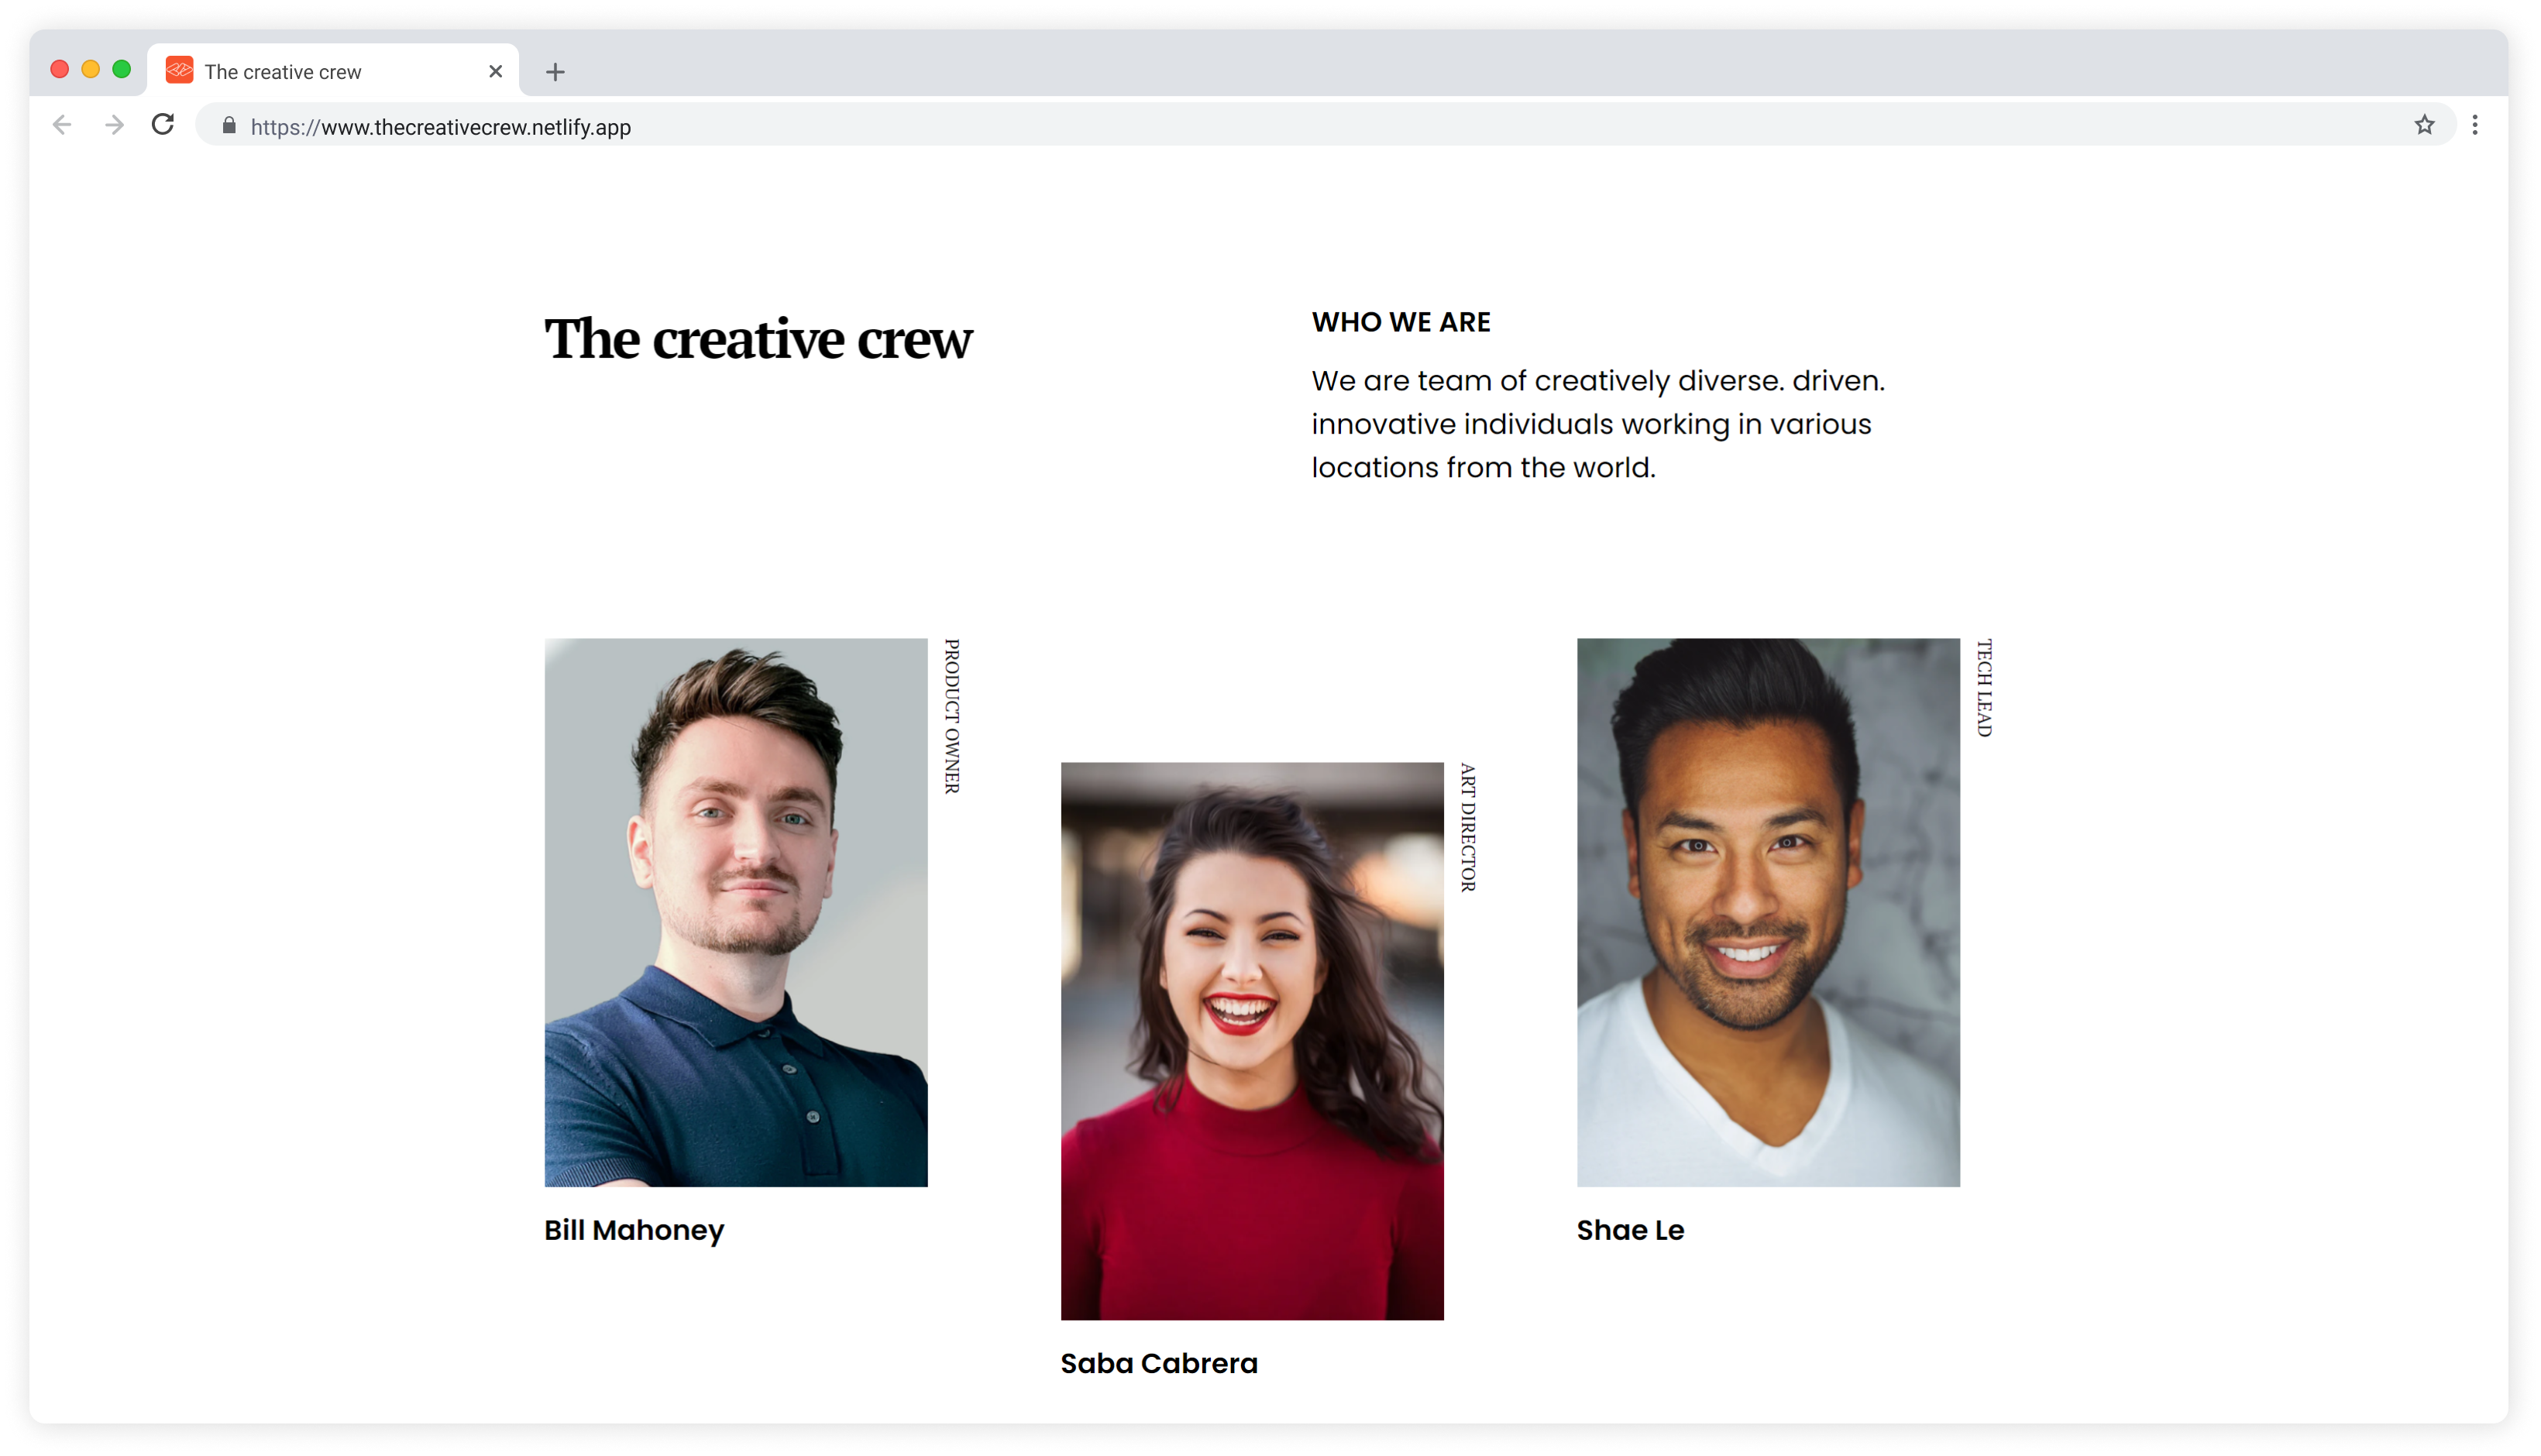 The creative crew
https://www.thecreativecrew.netlify.app
The creative crew
WHO WE ARE
We are team of creatively diverse. driven.
innovative individuals working in various
locations from the world.
PRODUCT OWNER
Bill Mahoney
ART DIRECTOR
Saba Cabrera
TECH LEAD
Shae Le